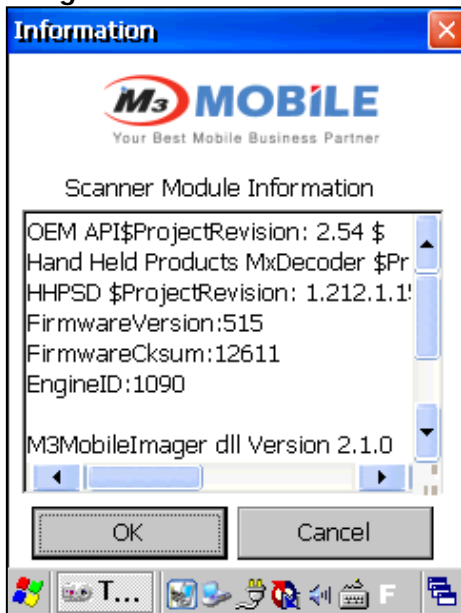 Information
M3 MOBILE
Your Best Mobile Business Partner
Scanner Module Information
OEM API$ProjectRevision: 2.54 $
Hand Held Products MxDecoder $Pr
HHPSD $ProjectRevision: 1.212.1.1
FirmwareVersion:515
FirmwareCksum:12611
EngineID:1090
M3MobileImager dll Version 2.1.0
OK Cancel
T... F